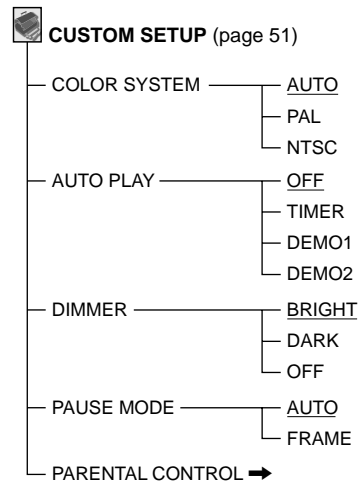 CUSTOM SETUP (page 51)
COLOR SYSTEM AUTO
PAL
NTSC
AUTO PLAY OFF
TIMER
DEMO1
DEMO2
DIMMER BRIGHT
DARK
OFF
PAUSE MODE AUTO
FRAME
PARENTAL CONTROL ➡